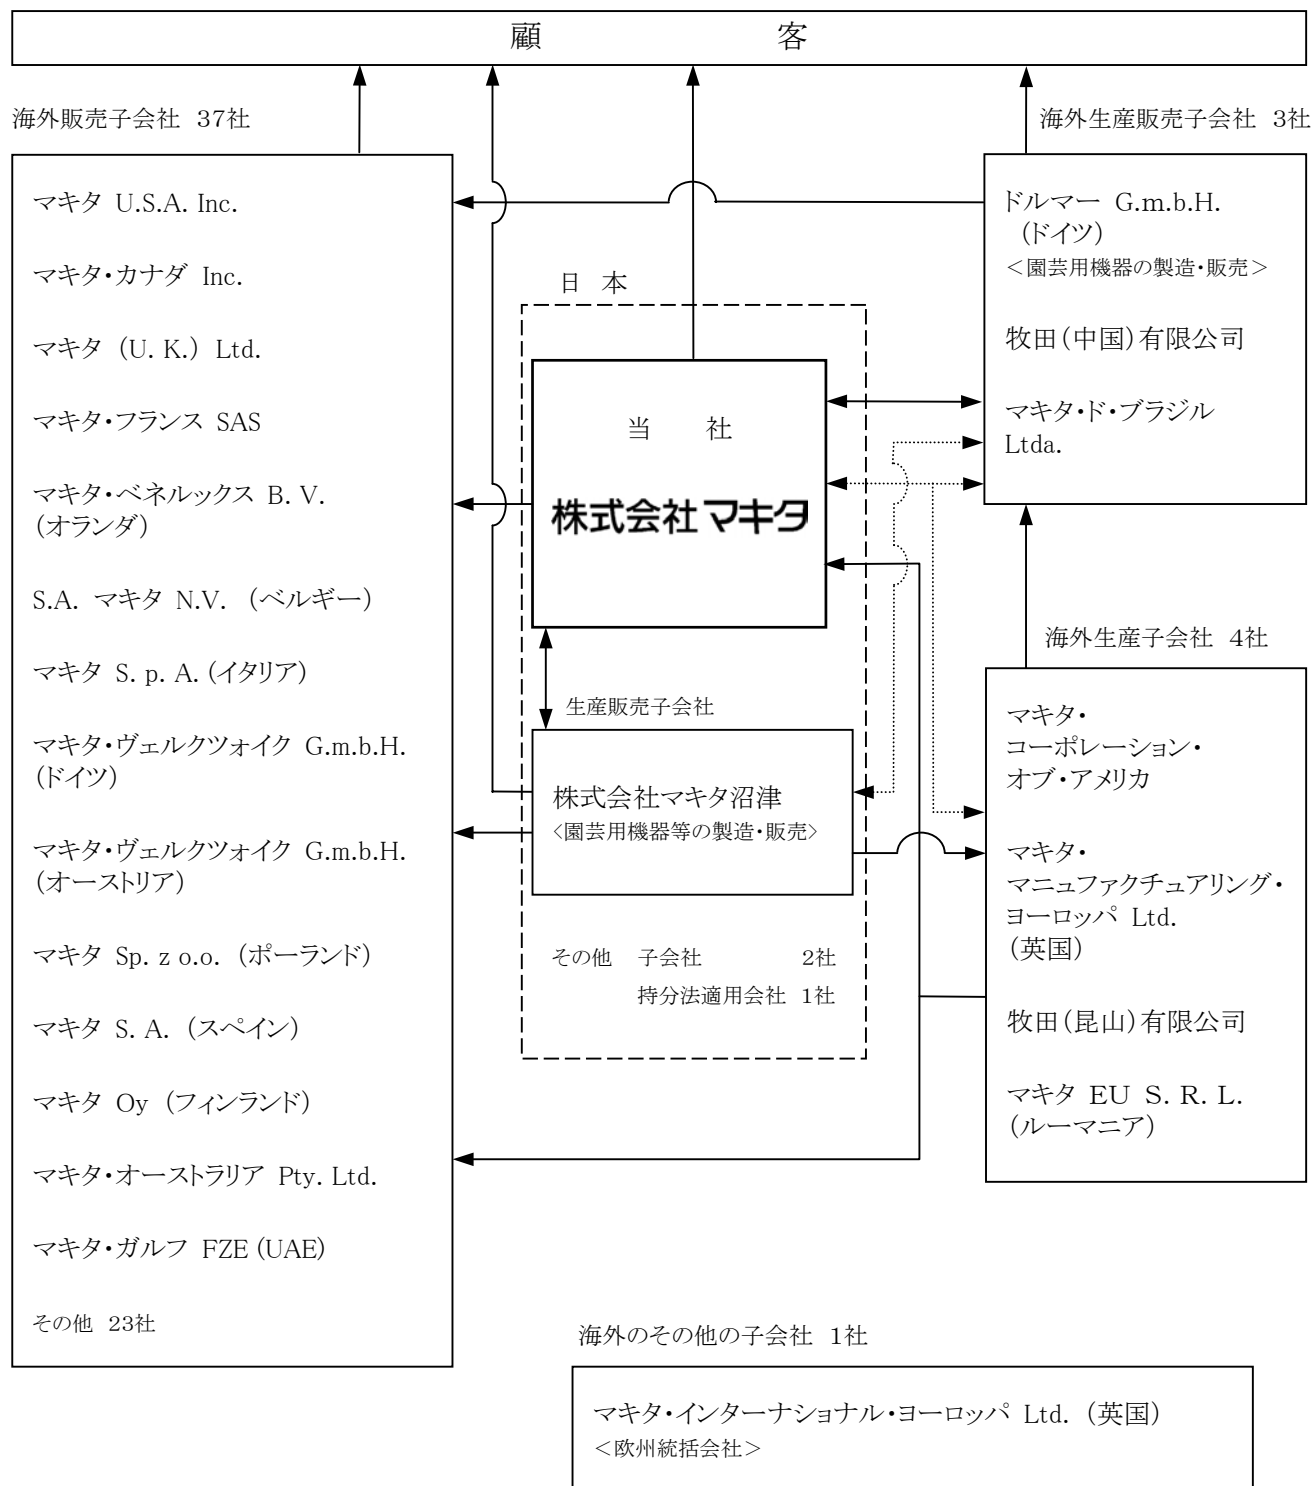 顧 客
海外販売子会社 37社
マキタ U.S.A. Inc.
マキタ・カナダ Inc.
マキタ (U. K.) Ltd.
マキタ・フランス SAS
マキタ・ベネルックス B. V.
(オランダ)
S.A. マキタ N.V. (ベルギー)
マキタ S. p. A. (イタリア)
マキタ・ヴェルクツォイク G.m.b.H.
(ドイツ)
マキタ・ヴェルクツォイク G.m.b.H.
(オーストリア)
マキタ Sp. z o.o. (ポーランド)
マキタ S. A. (スペイン)
マキタ Oy (フィンランド)
マキタ・オーストラリア Pty. Ltd.
マキタ・ガルフ FZE (UAE)
その他 23社
日 本
当 社
株式会社マキタ
生産販売子会社
株式会社マキタ沼津
<園芸用機器等の製造・販売>
その他 子会社 2社
持分法適用会社 1社
海外生産販売子会社 3社
ドルマー G.m.b.H.
(ドイツ)
<園芸用機器の製造・販売>
牧田(中国)有限公司
マキタ・ド・ブラジル
Ltda.
海外生産子会社 4社
マキタ・
コーポレーション・
オブ・アメリカ
マキタ・
マニュファクチュアリング・
ヨーロッパ Ltd.
(英国)
牧田(昆山)有限公司
マキタ EU S. R. L.
(ルーマニア)
海外のその他の子会社 1社
マキタ・インターナショナル・ヨーロッパ Ltd. (英国)
<欧州統括会社>